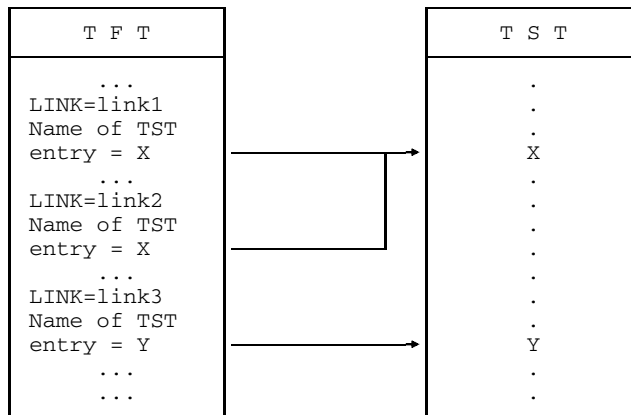 T F T
...
LINK=link1
Name of TST
entry = X
...
LINK=link2
Name of TST
entry = X
...
LINK=link3
Name of TST
entry = Y
...
...
T S T
.
.
.
X
.
.
.
.
.
.
.
Y
.
.